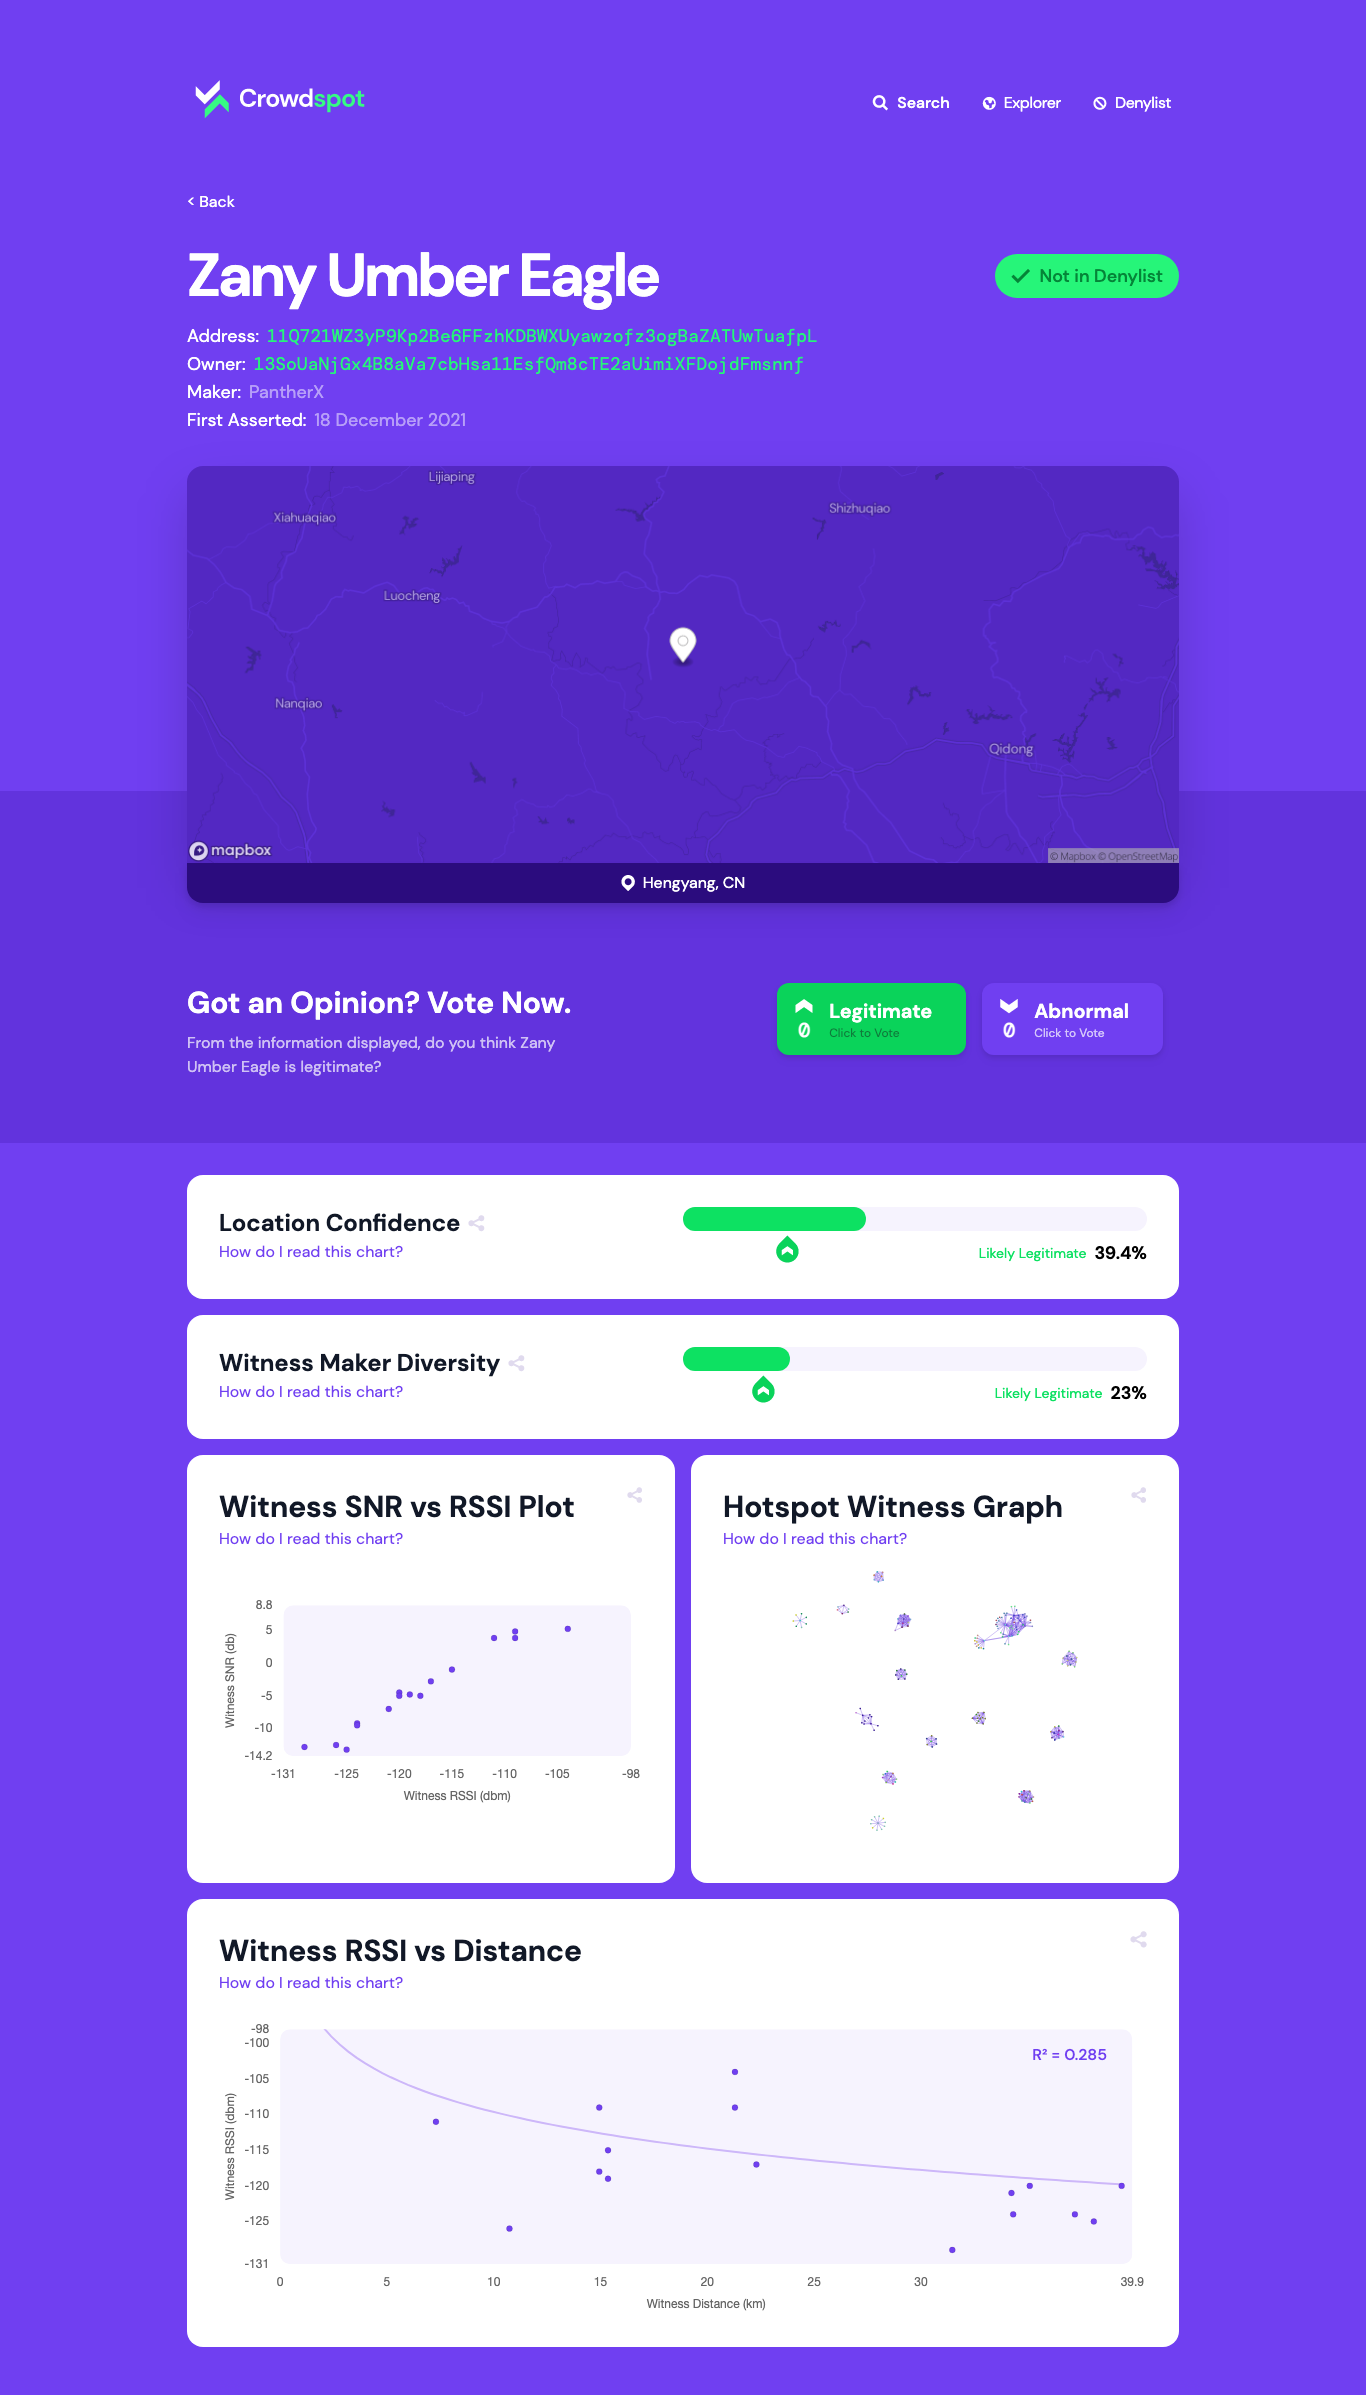 Crowdspot
Search
Explorer
Denylist
< Back
Zany Umber Eagle
Not in Denylist
Address: 11Q721WZ3yP9Kp2Be6FFzhKDBWXUyawzofz3ogBaZATUwTuafpL
Owner: 13SoUaNjGx4B8aVa7cbHsa11EsfQm8cTE2aUimiXFDojdFmsnnf
Maker: PantherX
First Asserted: 18 December 2021
Lijiaping
Xiahuaqiao
Shizhuqiao
Luocheng
Nanqiao
Qidong
mapbox
© Mapbox © OpenStreetMap
Hengyang, CN
Got an Opinion? Vote Now.
From the information displayed, do you think Zany
Umber Eagle is legitimate?
Legitimate
0 Click to Vote
Abnormal
0 Click to Vote
Location Confidence
How do I read this chart?
Likely Legitimate 39.4%
Witness Maker Diversity
How do I read this chart?
Likely Legitimate 23%
Witness SNR vs RSSI Plot
How do I read this chart?
8.8
5
0
-5
-10
-14.2
Witness SNR (db)
-131 -125 -120 -115 -110 -105 -98
Witness RSSI (dbm)
Hotspot Witness Graph
How do I read this chart?
Witness RSSI vs Distance
How do I read this chart?
R² = 0.285
-98
-100
-105
-110
-115
-120
-125
-131
Witness RSSI (dbm)
0 5 10 15 20 25 30 39.9
Witness Distance (km)